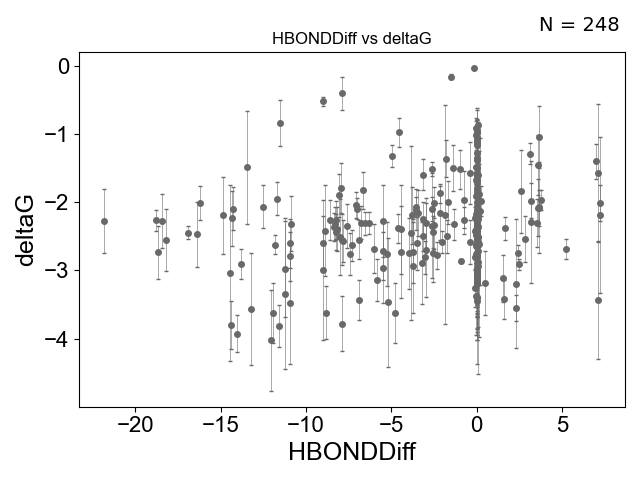 N = 248
HBONDDiff vs deltaG
deltaG
0
−1
−2
−3
−4
−20 −15 −10 −5 0 5
HBONDDiff